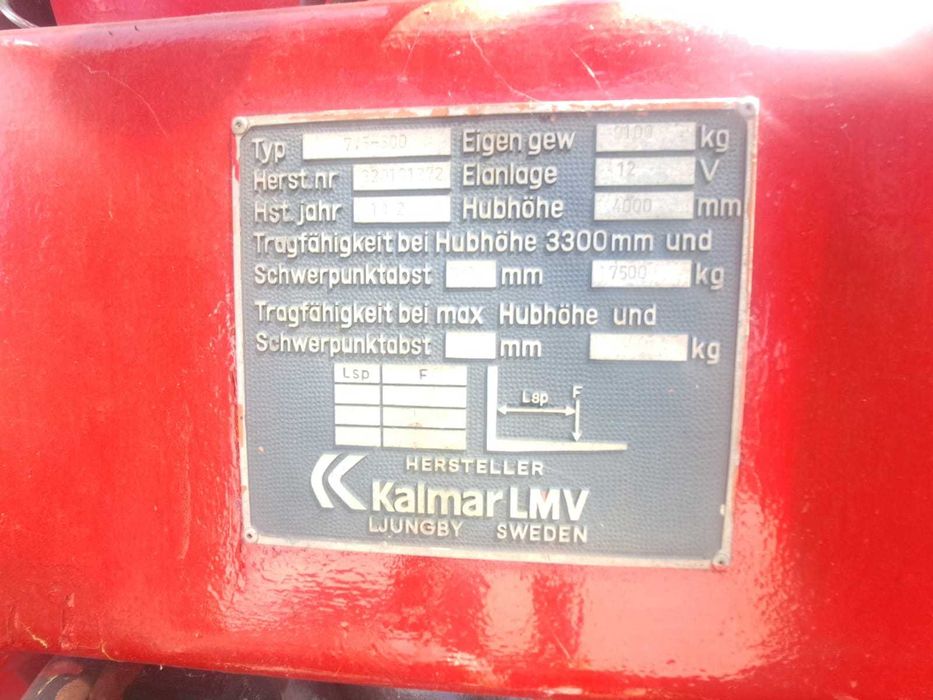 Typ Eigen gew 9100 kg
Herst.nr Elanlage 12 V
Hst. jahr Hubhöhe 4000 mm
Tragfähigkeit bei Hubhöhe 3300 mm und
Schwerpunktabst mm 7500 kg
Tragfähigkeit bei max Hubhöhe und
Schwerpunktabst mm kg
Lsp F
Lsp F
HERSTELLER
Kalmar LMV
LJUNGBY SWEDEN